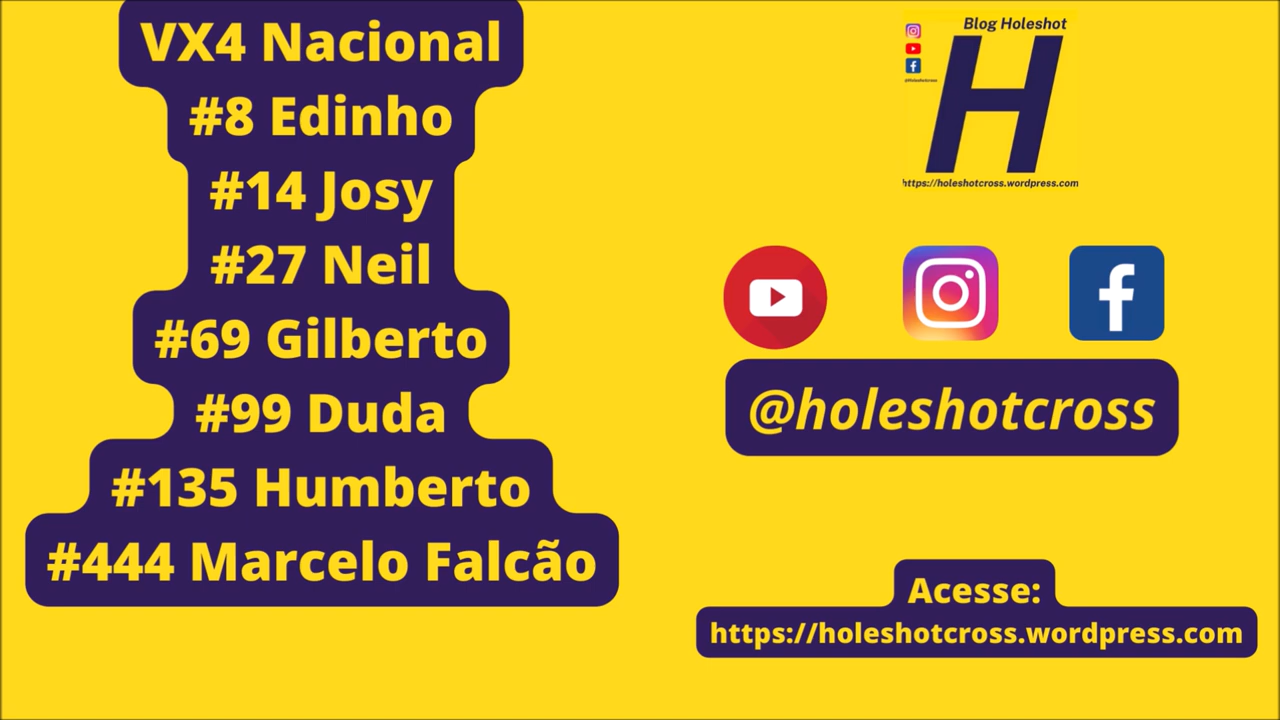 VX4 Nacional
#8 Edinho
#14 Josy
#27 Neil
#69 Gilberto
#99 Duda
#135 Humberto
#444 Marcelo Falcão
Blog Holeshot
@holeshotcross
H
https://holeshotcross.wordpress.com
@holeshotcross
Acesse:
https://holeshotcross.wordpress.com